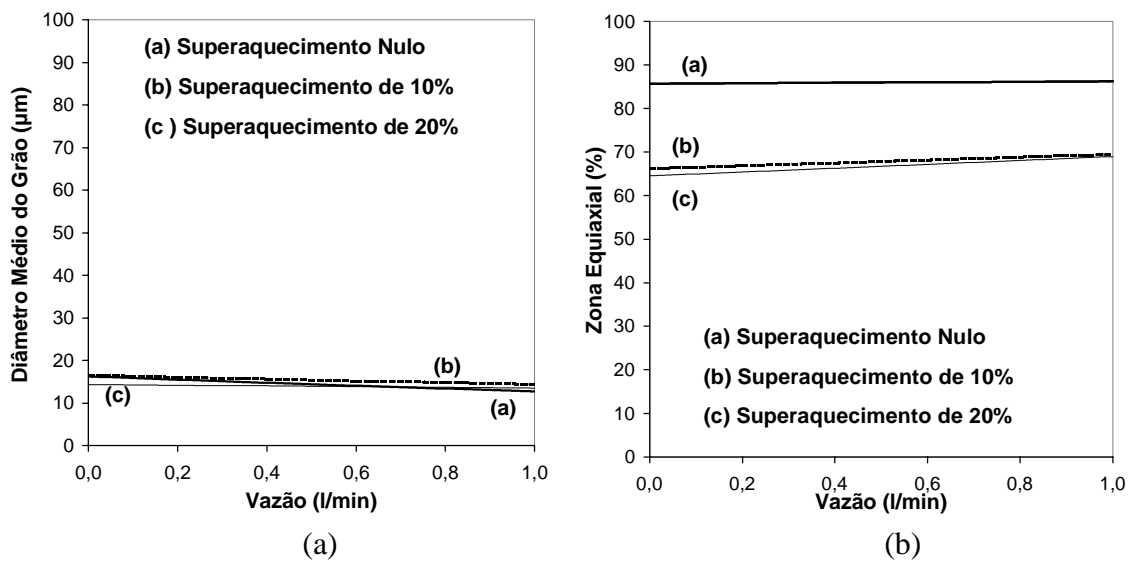 100
90
80
70
60
50
40
30
20
10
0
Diâmetro Médio do Grão (µm)
(a) Superaquecimento Nulo
(b) Superaquecimento de 10%
(c ) Superaquecimento de 20%
(b)
(c)
(a)
0,0 0,2 0,4 0,6 0,8 1,0
Vazão (l/min)
(a)
100
90
80
70
60
50
40
30
20
10
0
Zona Equiaxial (%)
(a)
(b)
(c)
(a) Superaquecimento Nulo
(b) Superaquecimento de 10%
(c) Superaquecimento de 20%
0,0 0,2 0,4 0,6 0,8 1,0
Vazão (l/min)
(b)